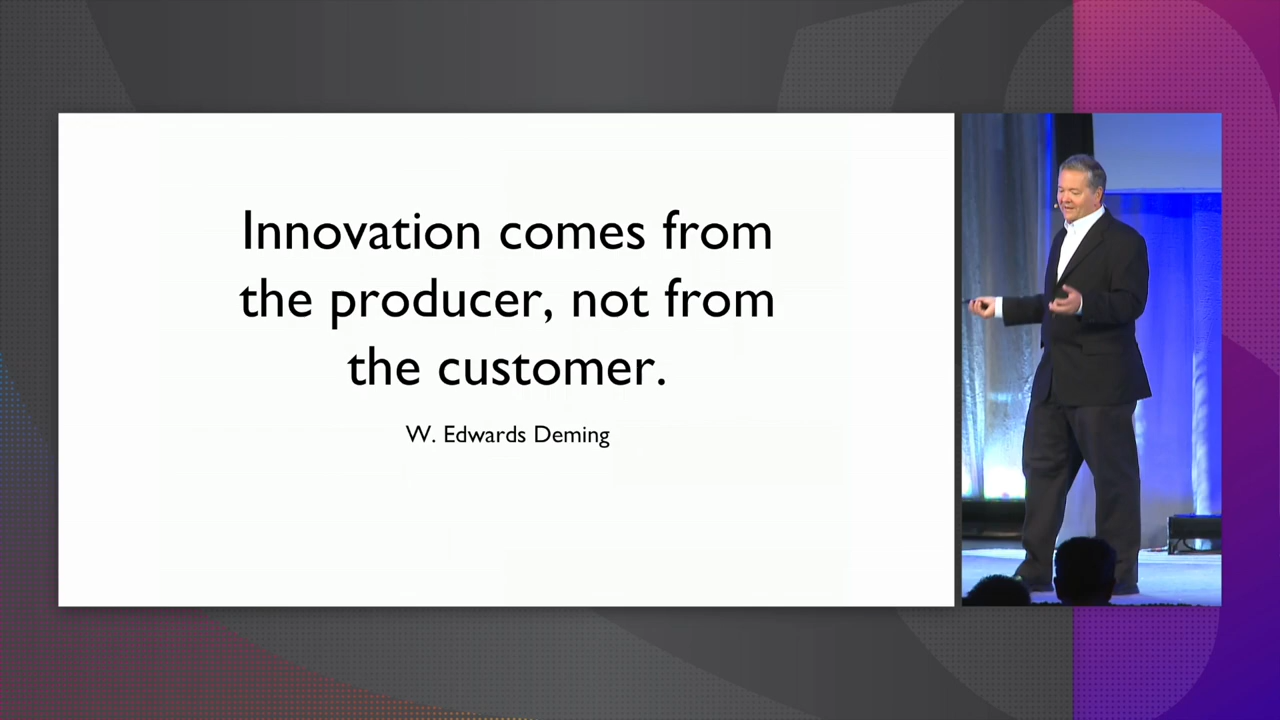 Innovation comes from
the producer, not from
the customer.
W. Edwards Deming